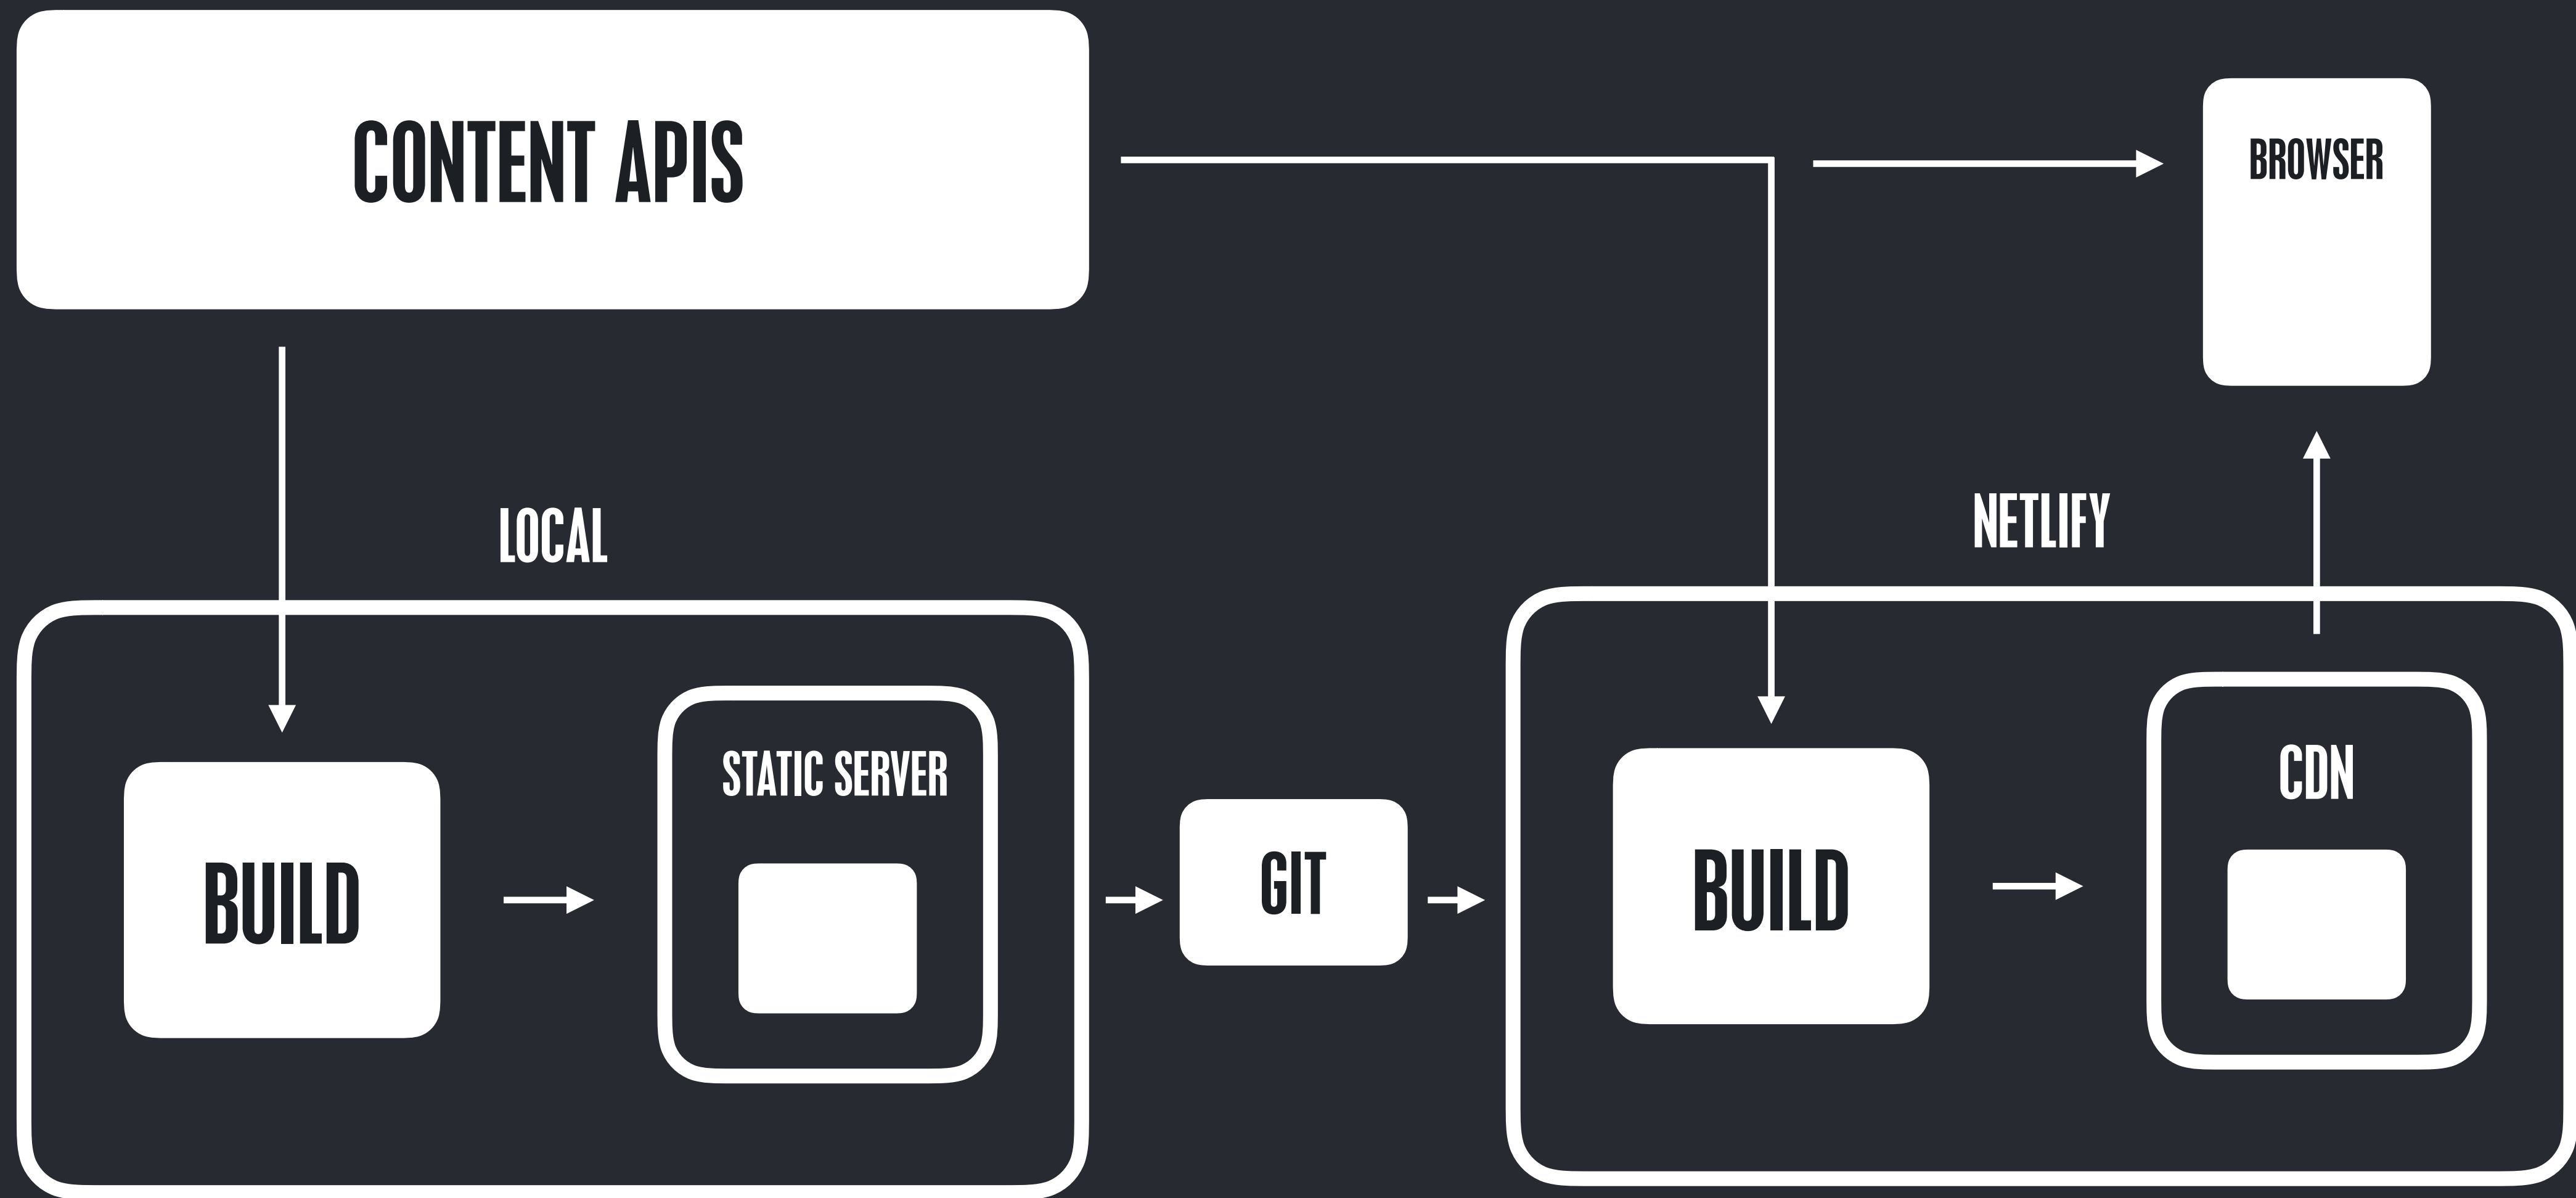 CONTENT APIS
BROWSER
LOCAL
NETLIFY
BUILD
STATIC SERVER
GIT
BUILD
CDN